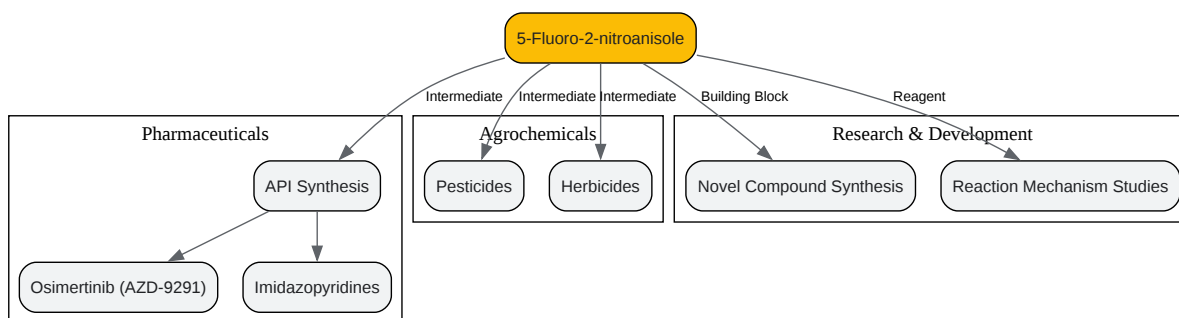 5-Fluoro-2-nitroanisole
Intermediate
Intermediate
Intermediate
Building Block
Reagent
Pharmaceuticals
Agrochemicals
Research & Development
API Synthesis
Pesticides
Herbicides
Novel Compound Synthesis
Reaction Mechanism Studies
Osimertinib (AZD-9291)
Imidazopyridines